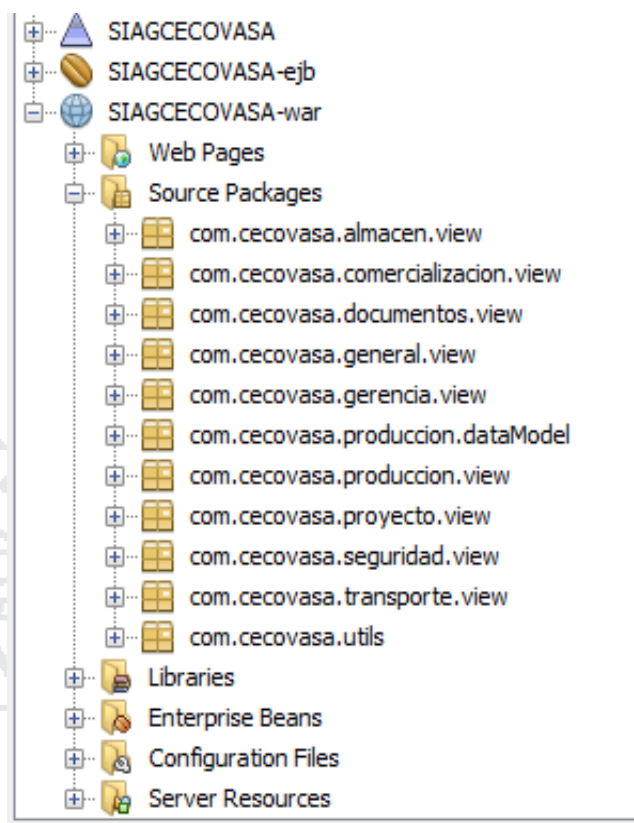 SIAGCECOVASA
SIAGCECOVASA-ejb
SIAGCECOVASA-war
Web Pages
Source Packages
com.cecovasa.almacen.view
com.cecovasa.comercializacion.view
com.cecovasa.documentos.view
com.cecovasa.general.view
com.cecovasa.gerencia.view
com.cecovasa.produccion.dataModel
com.cecovasa.produccion.view
com.cecovasa.proyecto.view
com.cecovasa.seguridad.view
com.cecovasa.transporte.view
com.cecovasa.utils
Libraries
Enterprise Beans
Configuration Files
Server Resources